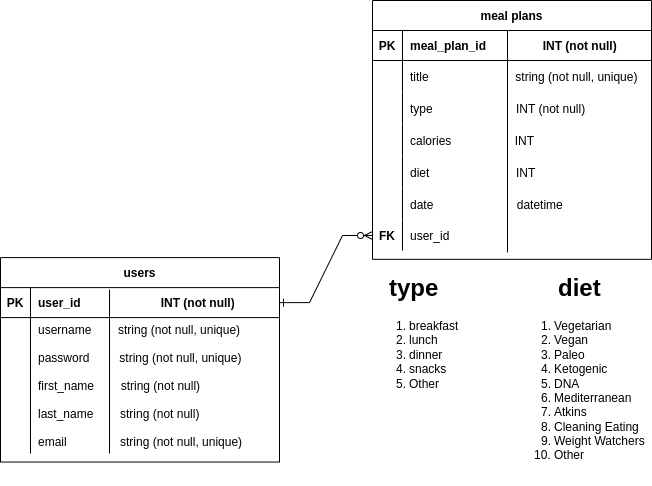 meal plans
PK meal_plan_id INT (not null)
title string (not null, unique)
type INT (not null)
calories INT
diet INT
date datetime
FK user_id
users
PK user_id INT (not null)
username string (not null, unique)
password string (not null, unique)
first_name string (not null)
last_name string (not null)
email string (not null, unique)
type
1. breakfast
2. lunch
3. dinner
4. snacks
5. Other
diet
1. Vegetarian
2. Vegan
3. Paleo
4. Ketogenic
5. DNA
6. Mediterranean
7. Atkins
8. Cleaning Eating
9. Weight Watchers
10. Other